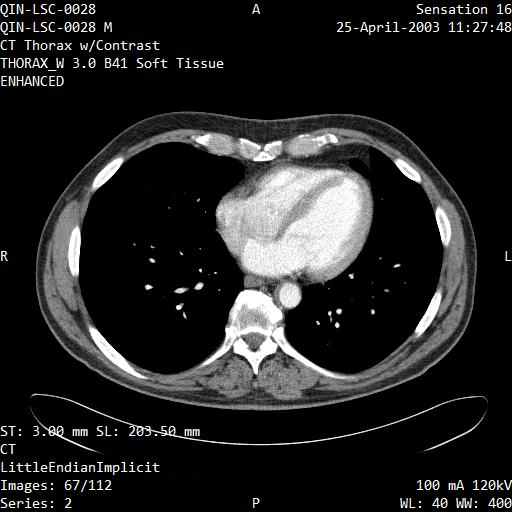 QIN-LSC-0028
A
Sensation 16
QIN-LSC-0028 M
25-April-2003 11:27:48
CT Thorax w/Contrast
THORAX_W 3.0 B41 Soft Tissue
ENHANCED
R
L
ST: 3.00 mm SL: 203.50 mm
CT
LittleEndianImplicit
Images: 67/112
100 mA 120kV
Series: 2
P
WL: 40 WW: 400